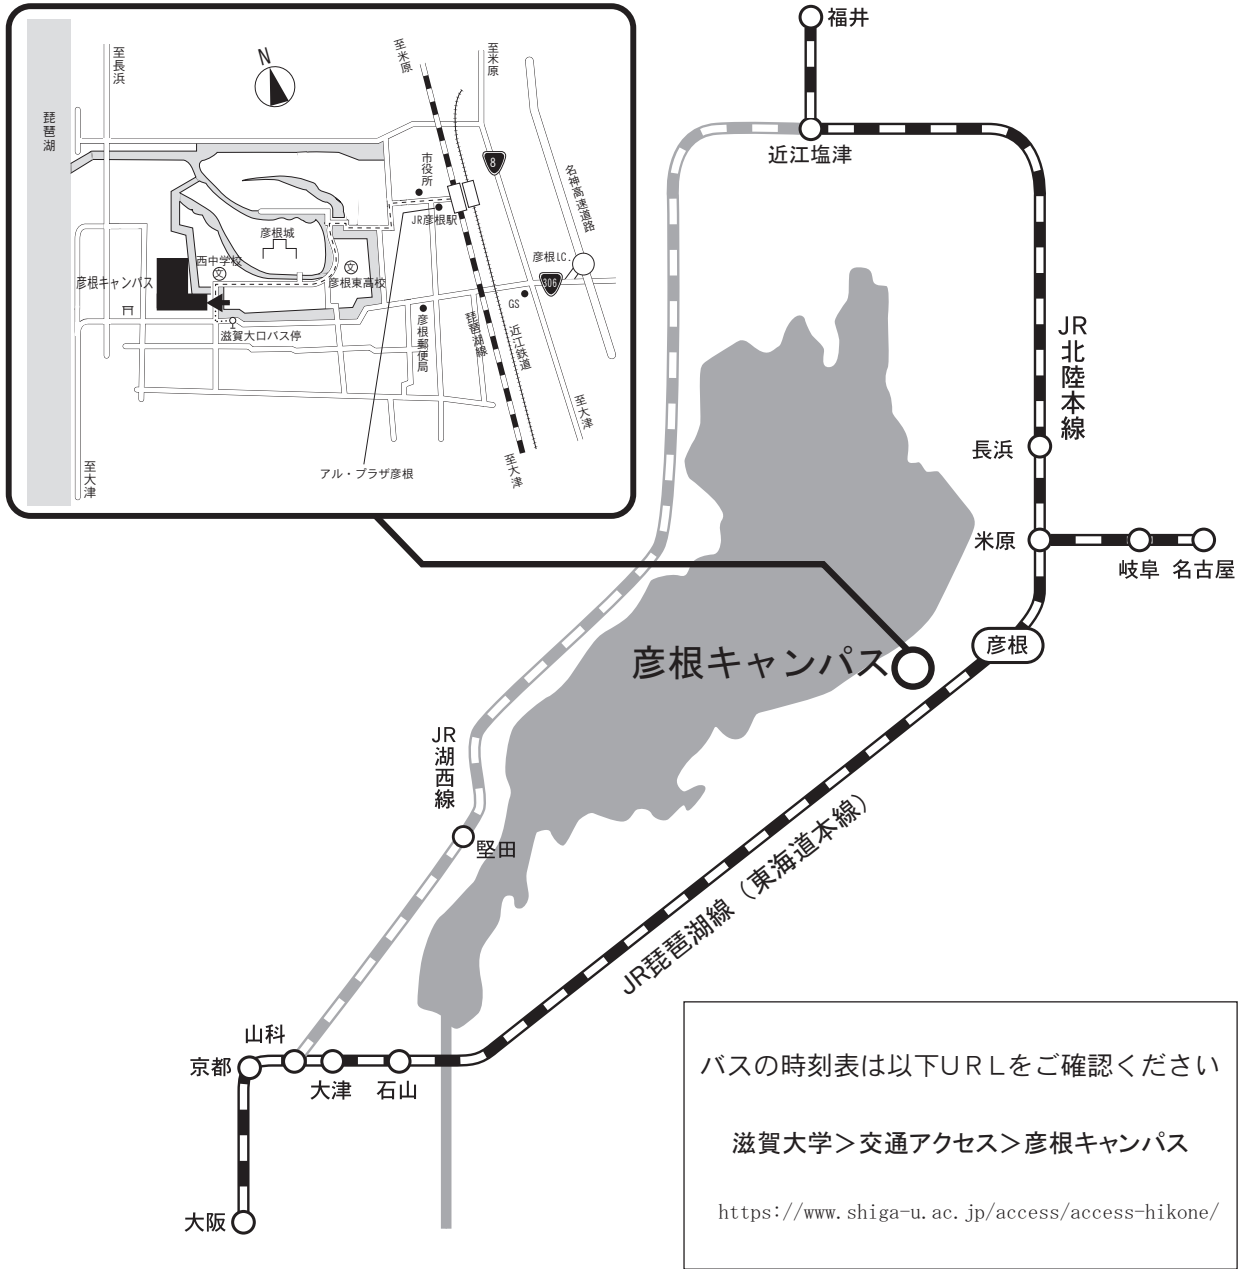 至長浜
N
至米原
至米原
琵琶湖
8
市役所
名神高速道路
JR彦根駅
彦根城
西中学校
文
文
彦根I.C.
彦根キャンパス
彦根東高校
306
GS
滋賀大口バス停
彦根郵便局
琵琶湖線
近江鉄道
至大津
至大津
至大津
アル・プラザ彦根
福井
近江塩津
JR北陸本線
長浜
米原
岐阜
名古屋
彦根
彦根キャンパス
JR湖西線
堅田
JR琵琶湖線（東海道本線）
山科
京都
大津
石山
大阪
バスの時刻表は以下URLをご確認ください
滋賀大学＞交通アクセス＞彦根キャンパス
https://www.shiga-u.ac.jp/access/access-hikone/